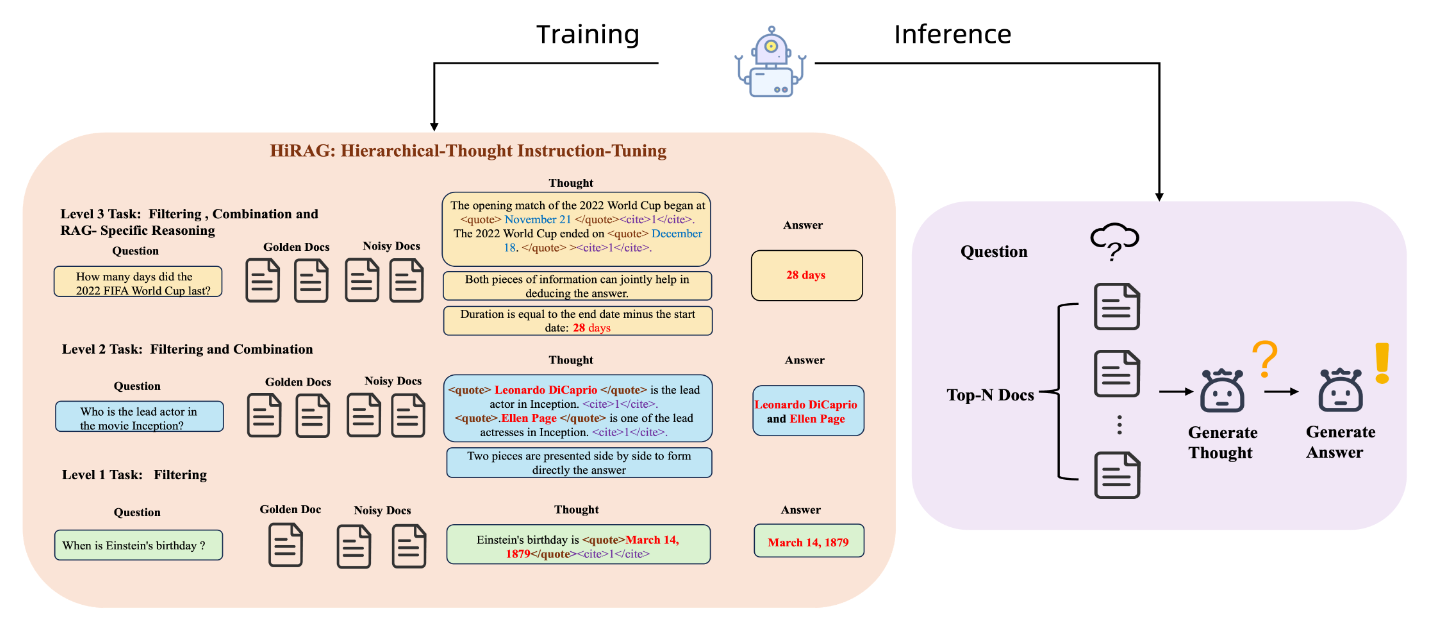 Training
Inference
HiRAG: Hierarchical-Thought Instruction-Tuning
Level 3 Task: Filtering , Combination and
RAG- Specific Reasoning
Question
How many days did the
2022 FIFA World Cup last?
Golden Docs
Noisy Docs
Thought
The opening match of the 2022 World Cup began at
<quote> November 21 </quote><cite>1</cite>.
The 2022 World Cup ended on <quote> December
18. </quote> ><cite>1</cite>.
Both pieces of information can jointly help in
deducing the answer.
Duration is equal to the end date minus the start
date: 28 days
Answer
28 days
Level 2 Task: Filtering and Combination
Question
Who is the lead actor in
the movie Inception?
Golden Docs
Noisy Docs
Thought
<quote> Leonardo DiCaprio </quote> is the lead
actor in Inception. <cite>1</cite>.
<quote>.Ellen Page </quote> is one of the lead
actresses in Inception. <cite>1</cite>.
Two pieces are presented side by side to form
directly the answer
Answer
Leonardo DiCaprio
and Ellen Page
Level 1 Task: Filtering
Question
When is Einstein's birthday ?
Golden Doc
Noisy Docs
Thought
Einstein's birthday is <quote>March 14,
1879</quote><cite>1</cite>
Answer
March 14, 1879
Question
?
Top-N Docs
?
!
Generate
Thought
Generate
Answer